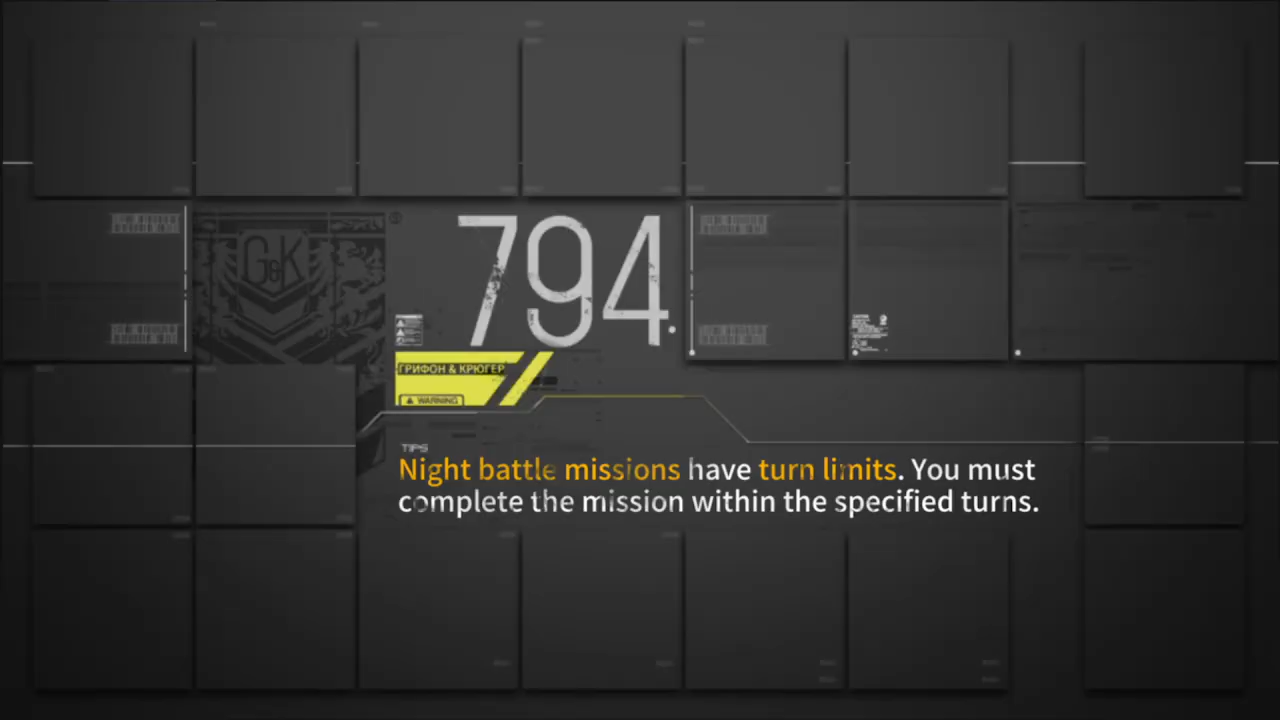 G&K
794.
ГРИФОН & КРЮГЕР
WARNING
TIPS
Night battle missions have turn limits. You must
complete the mission within the specified turns.